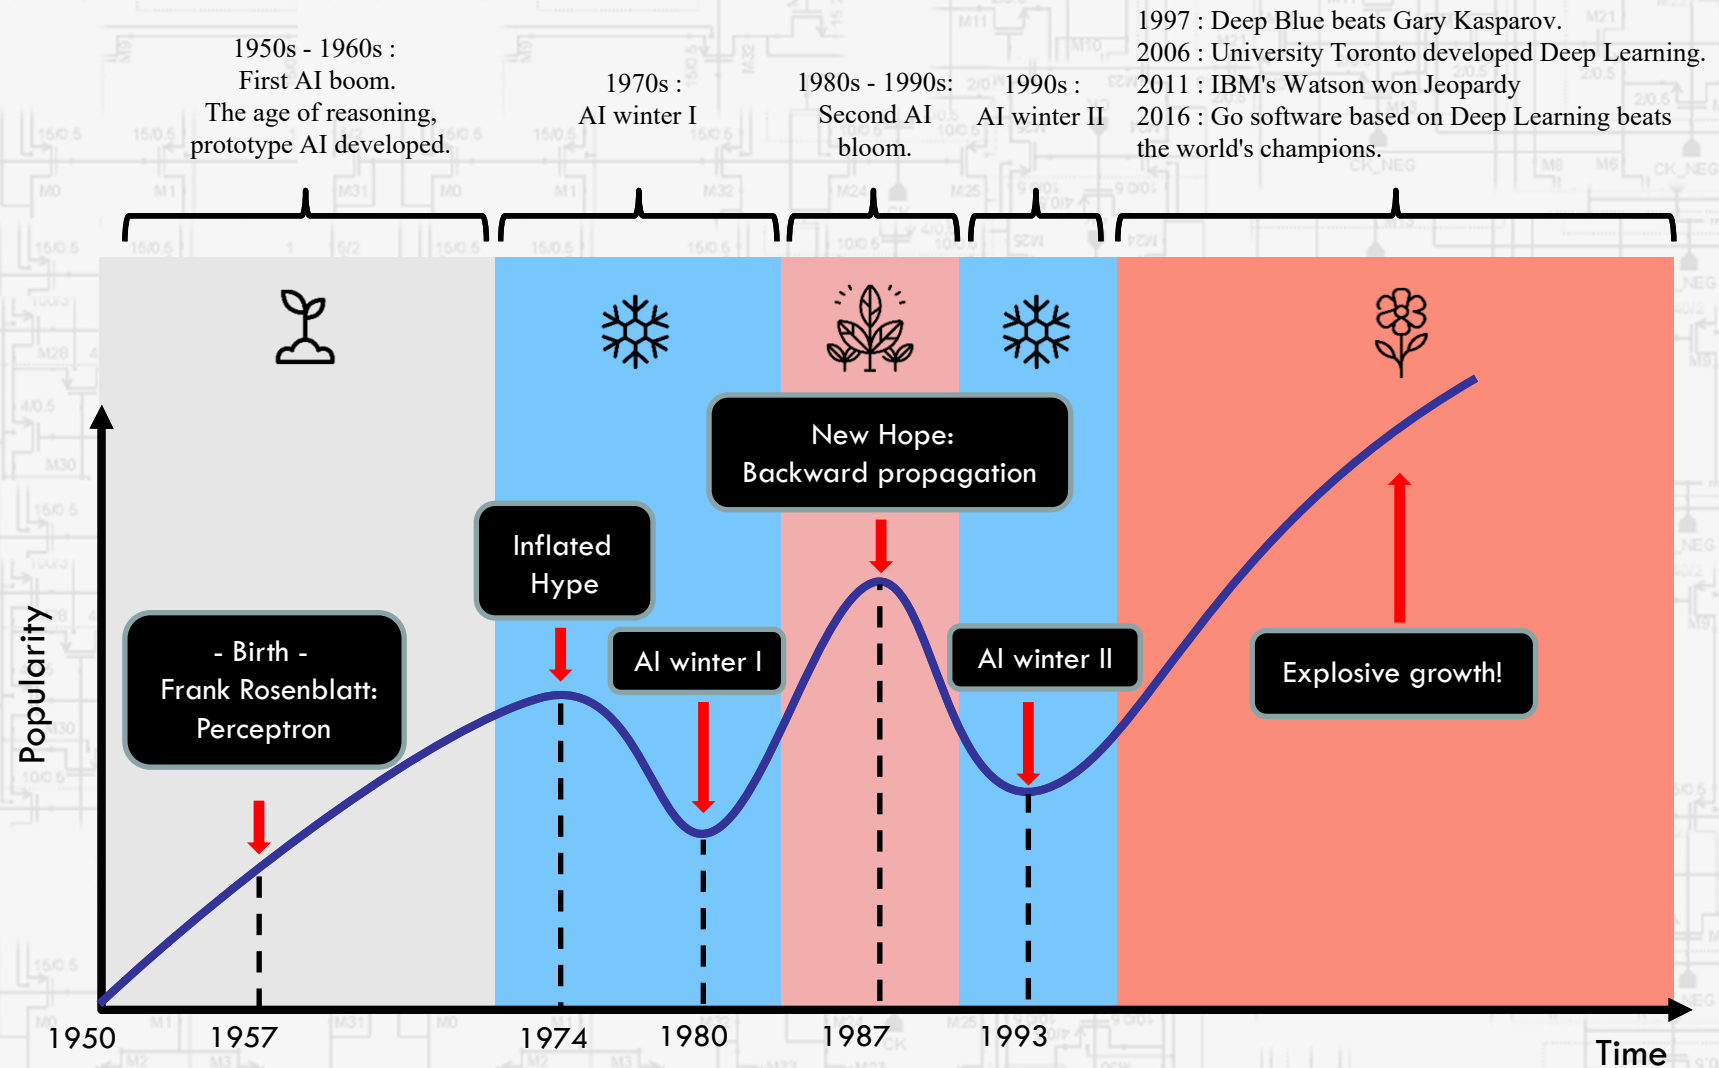 1950s - 1960s :
First AI boom.
The age of reasoning,
prototype AI developed.
1970s :
AI winter I
1980s - 1990s:
Second AI
bloom.
1990s :
AI winter II
1997 : Deep Blue beats Gary Kasparov.
2006 : University Toronto developed Deep Learning.
2011 : IBM's Watson won Jeopardy
2016 : Go software based on Deep Learning beats
the world's champions.
New Hope:
Backward propagation
Inflated
Hype
- Birth -
Frank Rosenblatt:
Perceptron
AI winter I
AI winter II
Explosive growth!
Popularity
1950
1957
1974
1980
1987
1993
Time